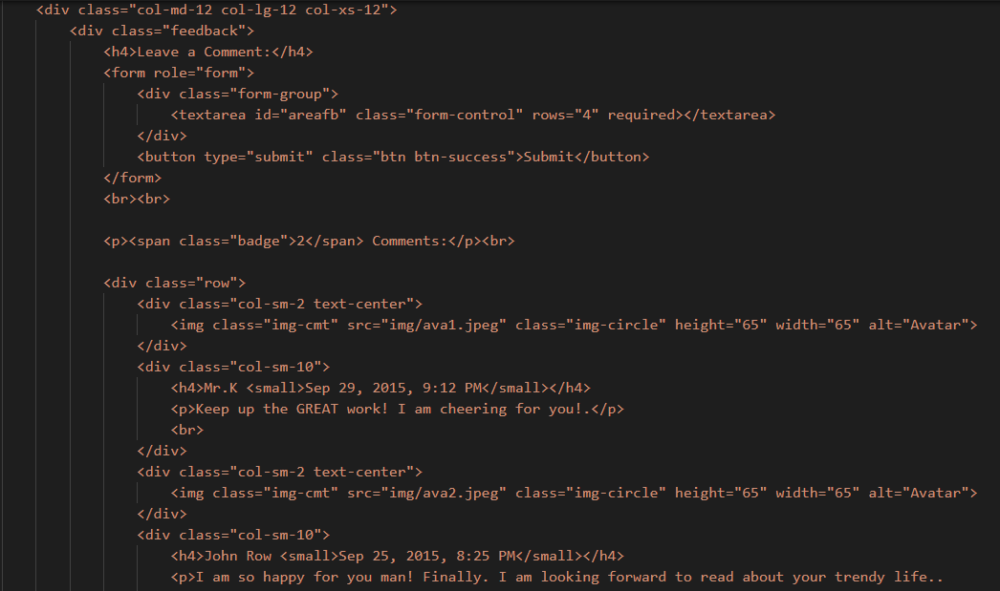 <div class="col-md-12 col-lg-12 col-xs-12">
<div class="feedback">
<h4>Leave a Comment:</h4>
<form role="form">
<div class="form-group">
<textarea id="areafb" class="form-control" rows="4" required></textarea>
</div>
<button type="submit" class="btn btn-success">Submit</button>
</form>
<br><br>
<p><span class="badge">2</span> Comments:</p><br>
<div class="row">
<div class="col-sm-2 text-center">
<img class="img-cmt" src="img/ava1.jpeg" class="img-circle" height="65" width="65" alt="Avatar">
</div>
<div class="col-sm-10">
<h4>Mr.K <small>Sep 29, 2015, 9:12 PM</small></h4>
<p>Keep up the GREAT work! I am cheering for you!.</p>
<br>
</div>
<div class="col-sm-2 text-center">
<img class="img-cmt" src="img/ava2.jpeg" class="img-circle" height="65" width="65" alt="Avatar">
</div>
<div class="col-sm-10">
<h4>John Row <small>Sep 25, 2015, 8:25 PM</small></h4>
<p>I am so happy for you man! Finally. I am looking forward to read about your trendy life..